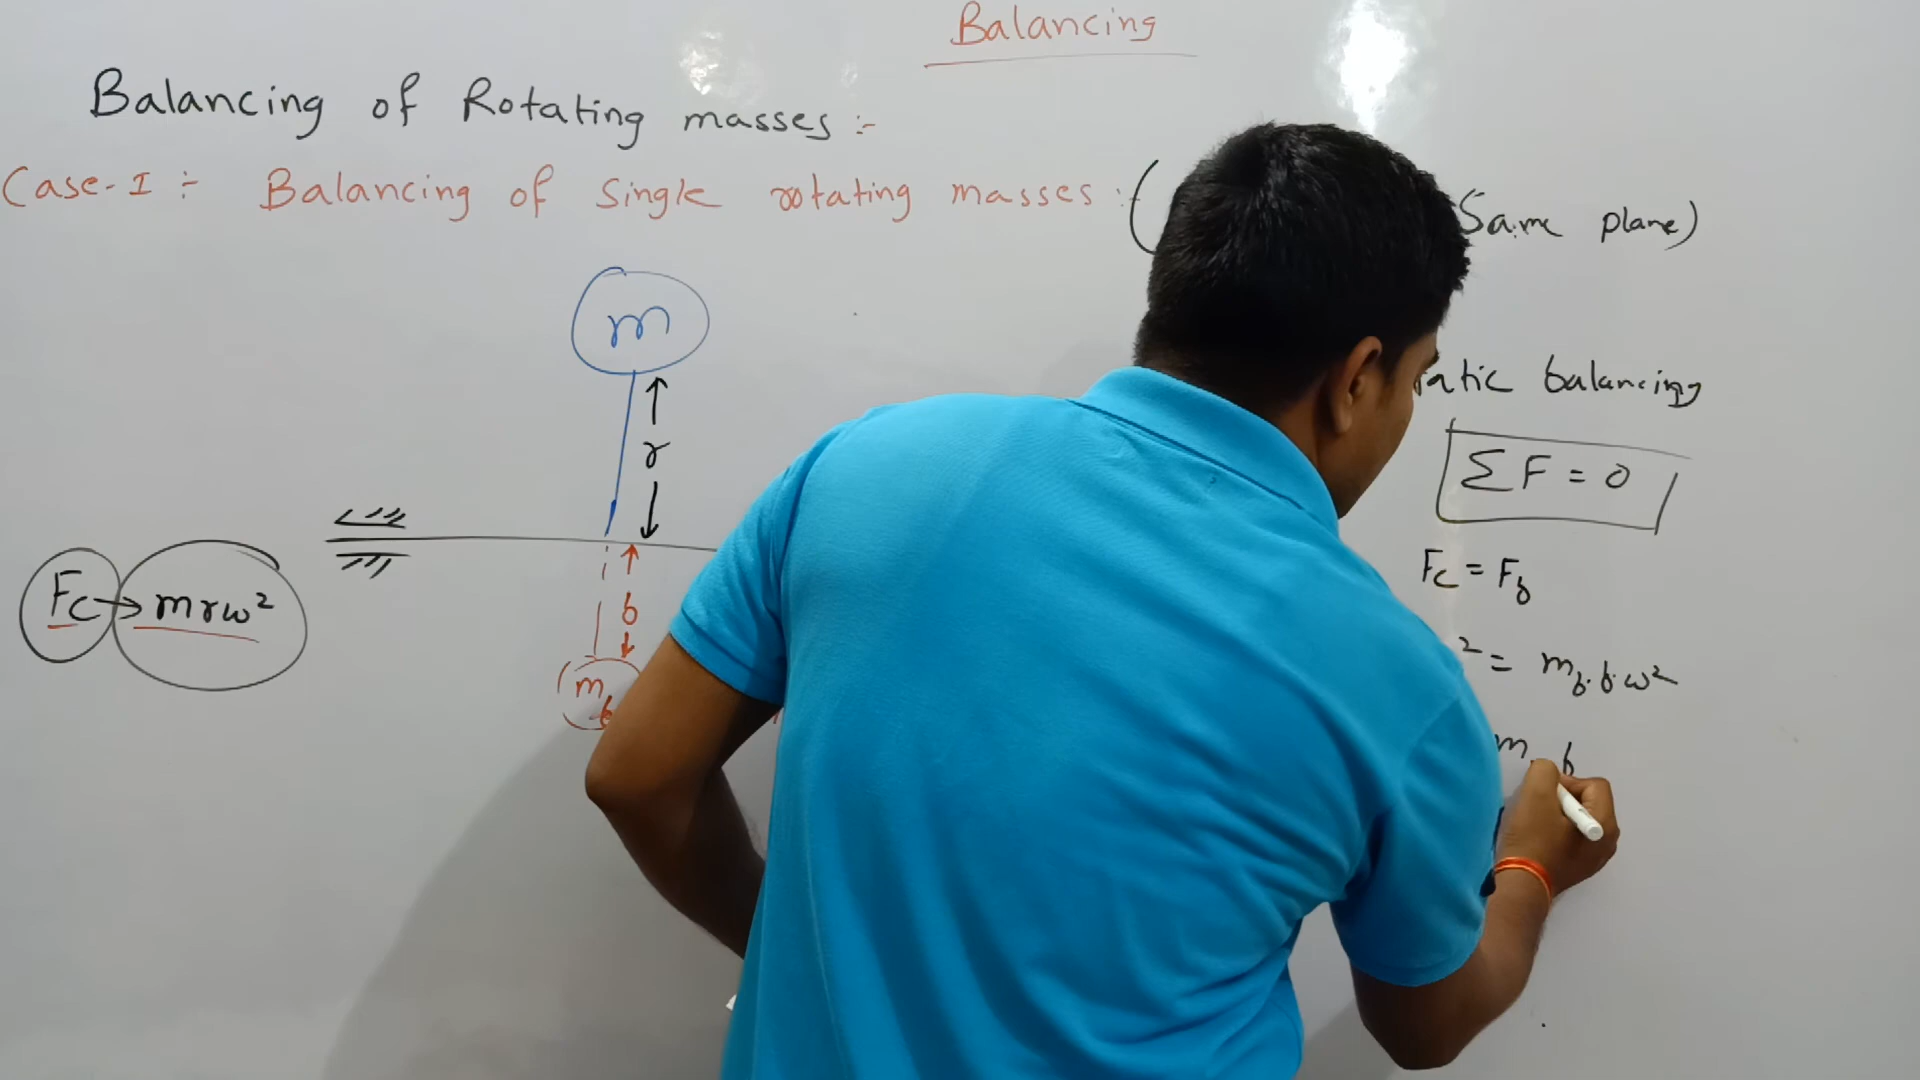 Balancing
Balancing of Rotating masses :-
Case-I :- Balancing of Single rotating masses :- ( Same plane)
m
r
b
m b
Fc → mrω²
balancing
ΣF = 0
Fc = Fb
² = mb.b.ω²
m b